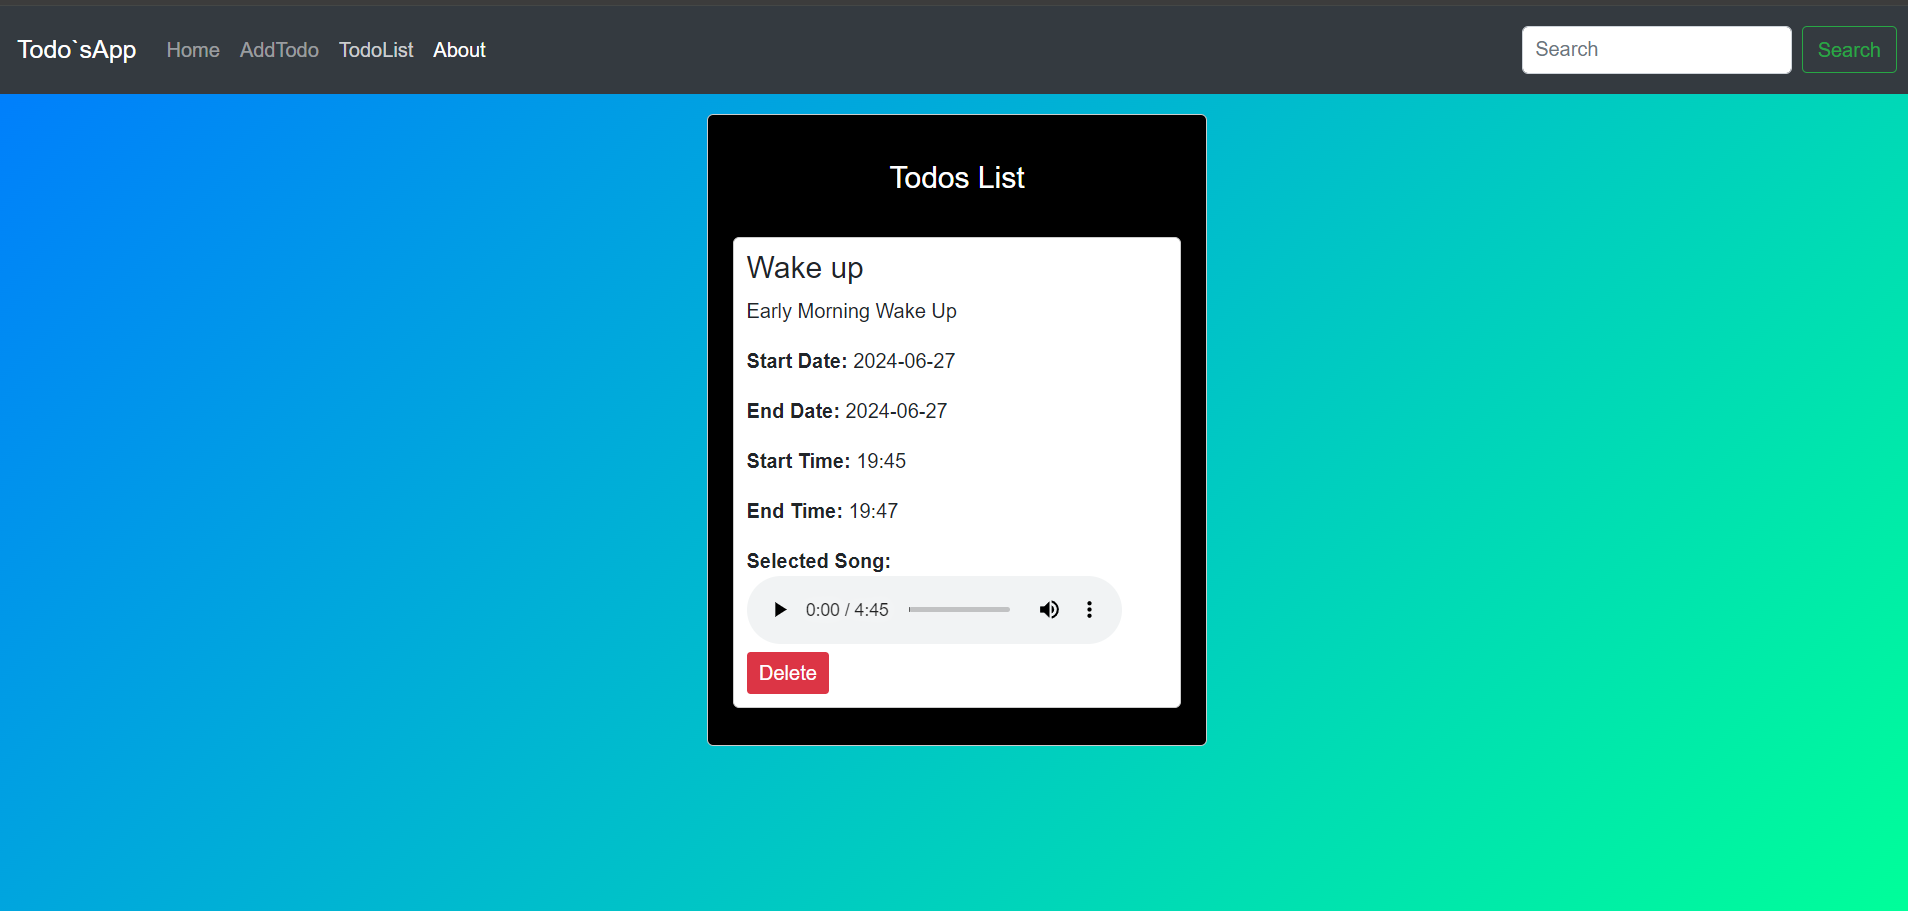 Todo`sApp Home AddTodo TodoList About Search Search
Todos List
Wake up
Early Morning Wake Up
Start Date: 2024-06-27
End Date: 2024-06-27
Start Time: 19:45
End Time: 19:47
Selected Song:
0:00 / 4:45
Delete